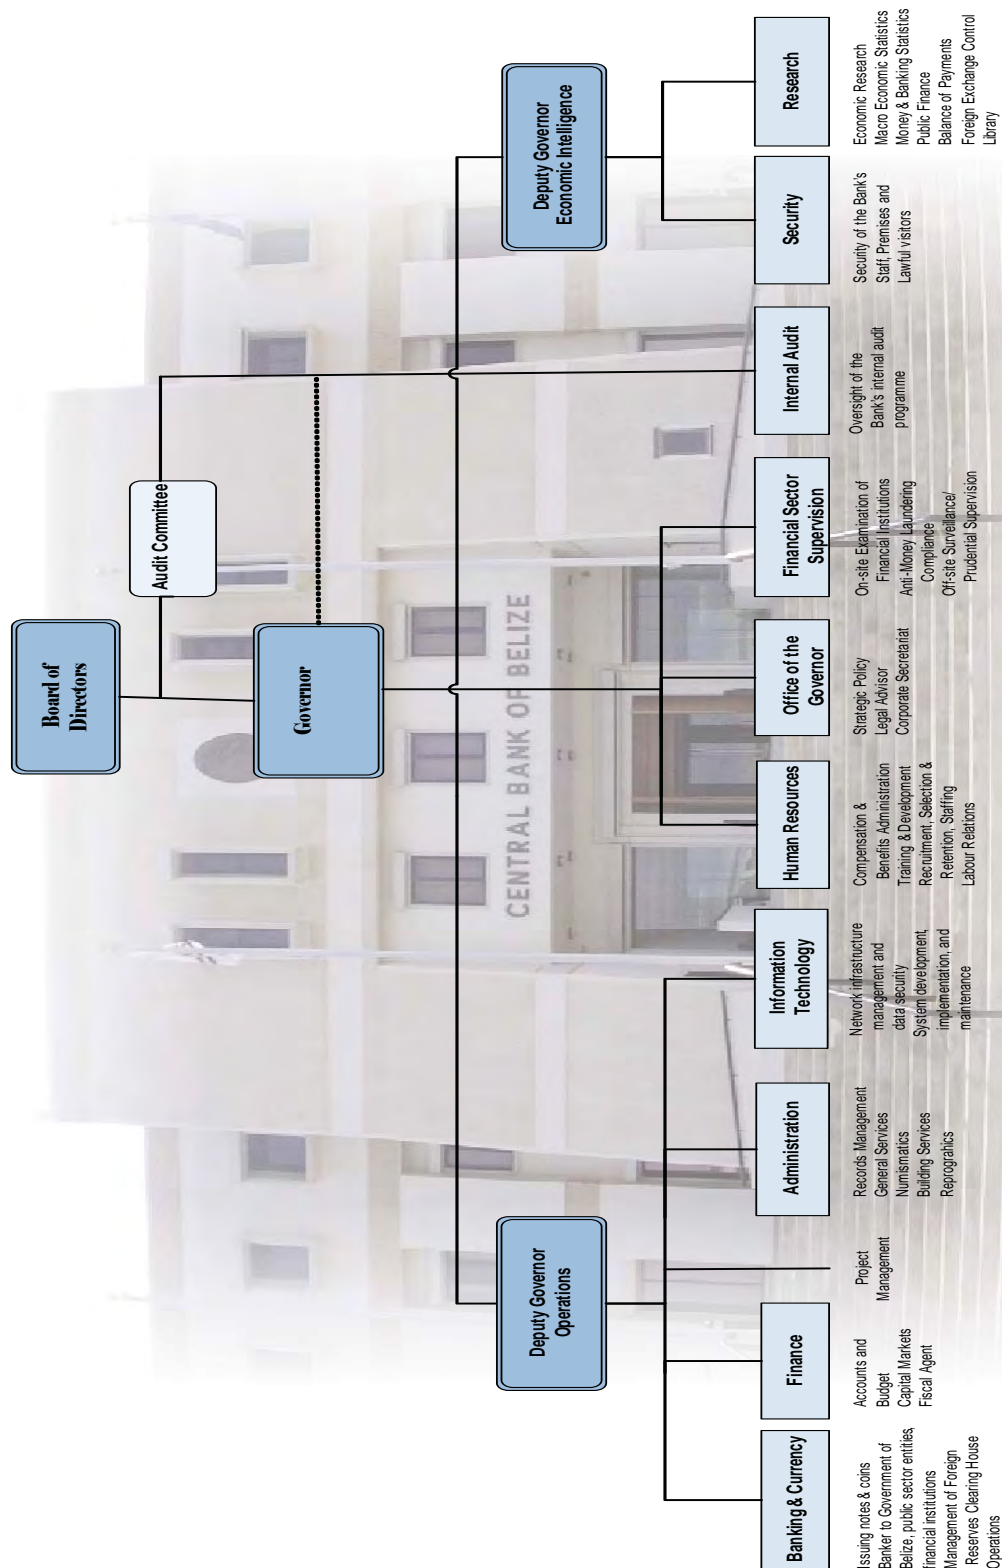 Board of
Directors
Audit Committee
Governor
CENTRAL BANK OF BELIZE
Deputy Governor
Operations
Deputy Governor
Economic Intelligence
Banking & Currency
Issuing notes & coins
Banker to Government of
Belize, public sector entities,
financial institutions
Management of Foreign
Reserves Clearing House
Operations
Finance
Accounts and
Budget
Capital Markets
Fiscal Agent
Project
Management
Administration
Records Management
General Services
Numismatics
Building Services
Reprograhics
Information
Technology
Network infrastructure
management and
data security
System development,
implementation, and
maintenance
Human Resources
Compensation &
Benefits Administration
Training & Development
Recruitment, Selection &
Retention, Staffing
Labour Relations
Office of the
Governor
Strategic Policy
Legal Advisor
Corporate Secretariat
Financial Sector
Supervision
On-site Examination of
Financial Institutions
Anti-Money Laundering
Compliance
Off-site Surveillance/
Prudential Supervision
Internal Audit
Oversight of the
Bank's internal audit
programme
Security
Security of the Bank's
Staff, Premises and
Lawful visitors
Research
Economic Research
Macro Economic Statistics
Money & Banking Statistics
Public Finance
Balance of Payments
Foreign Exchange Control
Library